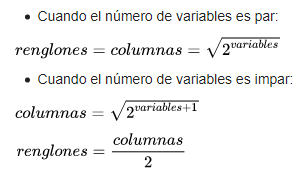 • Cuando el número de variables es par:
renglones = columnas = √2^variables
• Cuando el número de variables es impar:
columnas = √2^(variables+1)
renglones = columnas / 2